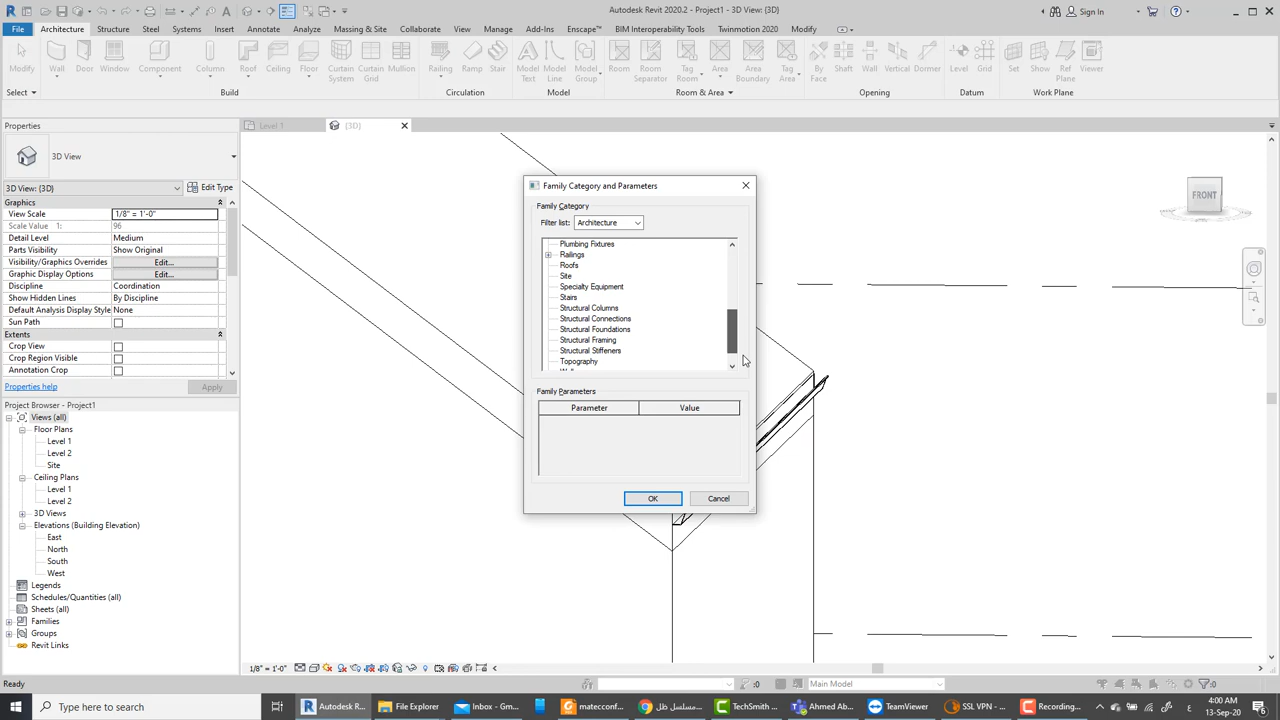 Autodesk Revit 2020.2 - Project1 - 3D View: {3D}
Sign In
File Architecture Structure Steel Systems Insert Annotate Analyze Massing & Site Collaborate View Manage Add-Ins Enscape™ BIM Interoperability Tools Twinmotion 2020 Modify
Modify Wall Door Window Component Column Roof Ceiling Floor Curtain System Curtain Grid Mullion Railing Ramp Stair Model Text Model Line Model Group Room Room Separator Tag Room Area Area Boundary Tag Area By Face Shaft Wall Vertical Dormer Level Grid Set Show Ref Plane Viewer
Select Build Circulation Model Room & Area Opening Datum Work Plane
Properties
Level 1
{3D}
3D View
3D View: {3D}
Edit Type
Graphics
View Scale 1/8" = 1'-0"
Scale Value 1: 96
Detail Level Medium
Parts Visibility Show Original
Visibility/Graphics Overrides Edit...
Graphic Display Options Edit...
Discipline Coordination
Show Hidden Lines By Discipline
Default Analysis Display Style None
Sun Path
Extents
Crop View
Crop Region Visible
Annotation Crop
Properties help
Apply
Project Browser - Project1
Views (all)
Floor Plans
Level 1
Level 2
Site
Ceiling Plans
Level 1
Level 2
3D Views
Elevations (Building Elevation)
East
North
South
West
Legends
Schedules/Quantities (all)
Sheets (all)
Families
Groups
Revit Links
FRONT
Family Category and Parameters
Family Category
Filter list: Architecture
Plumbing Fixtures
Railings
Roofs
Site
Specialty Equipment
Stairs
Structural Columns
Structural Connections
Structural Foundations
Structural Framing
Structural Stiffeners
Topography
Family Parameters
Parameter Value
OK Cancel
1/8" = 1'-0"
Ready
:0
Main Model
:0
Type here to search
Autodesk R...
File Explorer
Inbox - Gm...
mateccconf...
مسلسل ظل...
TechSmith ...
Ahmed Ab...
TeamViewer
SSL VPN - ...
Recording...
4:00 AM
13-Sep-20